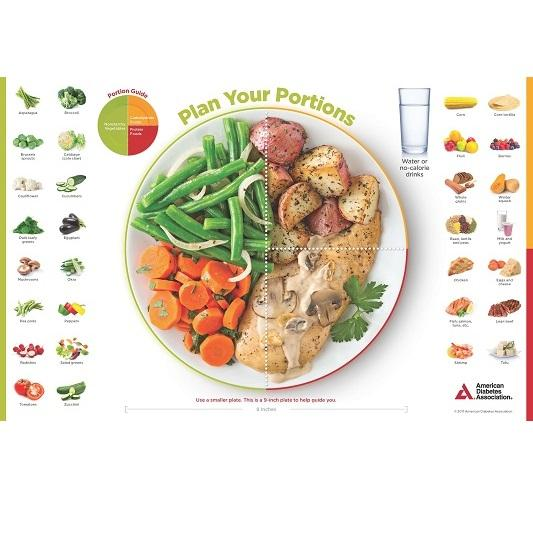 Plan Your Portions
Portion Guide
Nonstarchy
Vegetables
Carbohydrate
Foods
Protein
Foods
Water or
no-calorie
drinks
Asparagus
Broccoli
Brussels
sprouts
Cabbage
(cole slaw)
Cauliflower
Cucumbers
Dark leafy
greens
Eggplant
Mushrooms
Okra
Pea pods
Peppers
Radishes
Salad greens
Tomatoes
Zucchini
Corn
Corn tortilla
Fruit
Berries
Whole
grains
Winter
squash
Beans, lentils
and peas
Milk and
yogurt
Chicken
Eggs and
cheese
Fish, salmon,
tuna, etc.
Lean beef
Shrimp
Tofu
Use a smaller plate. This is a 9-inch plate to help guide you.
9 inches
American
Diabetes
Association®